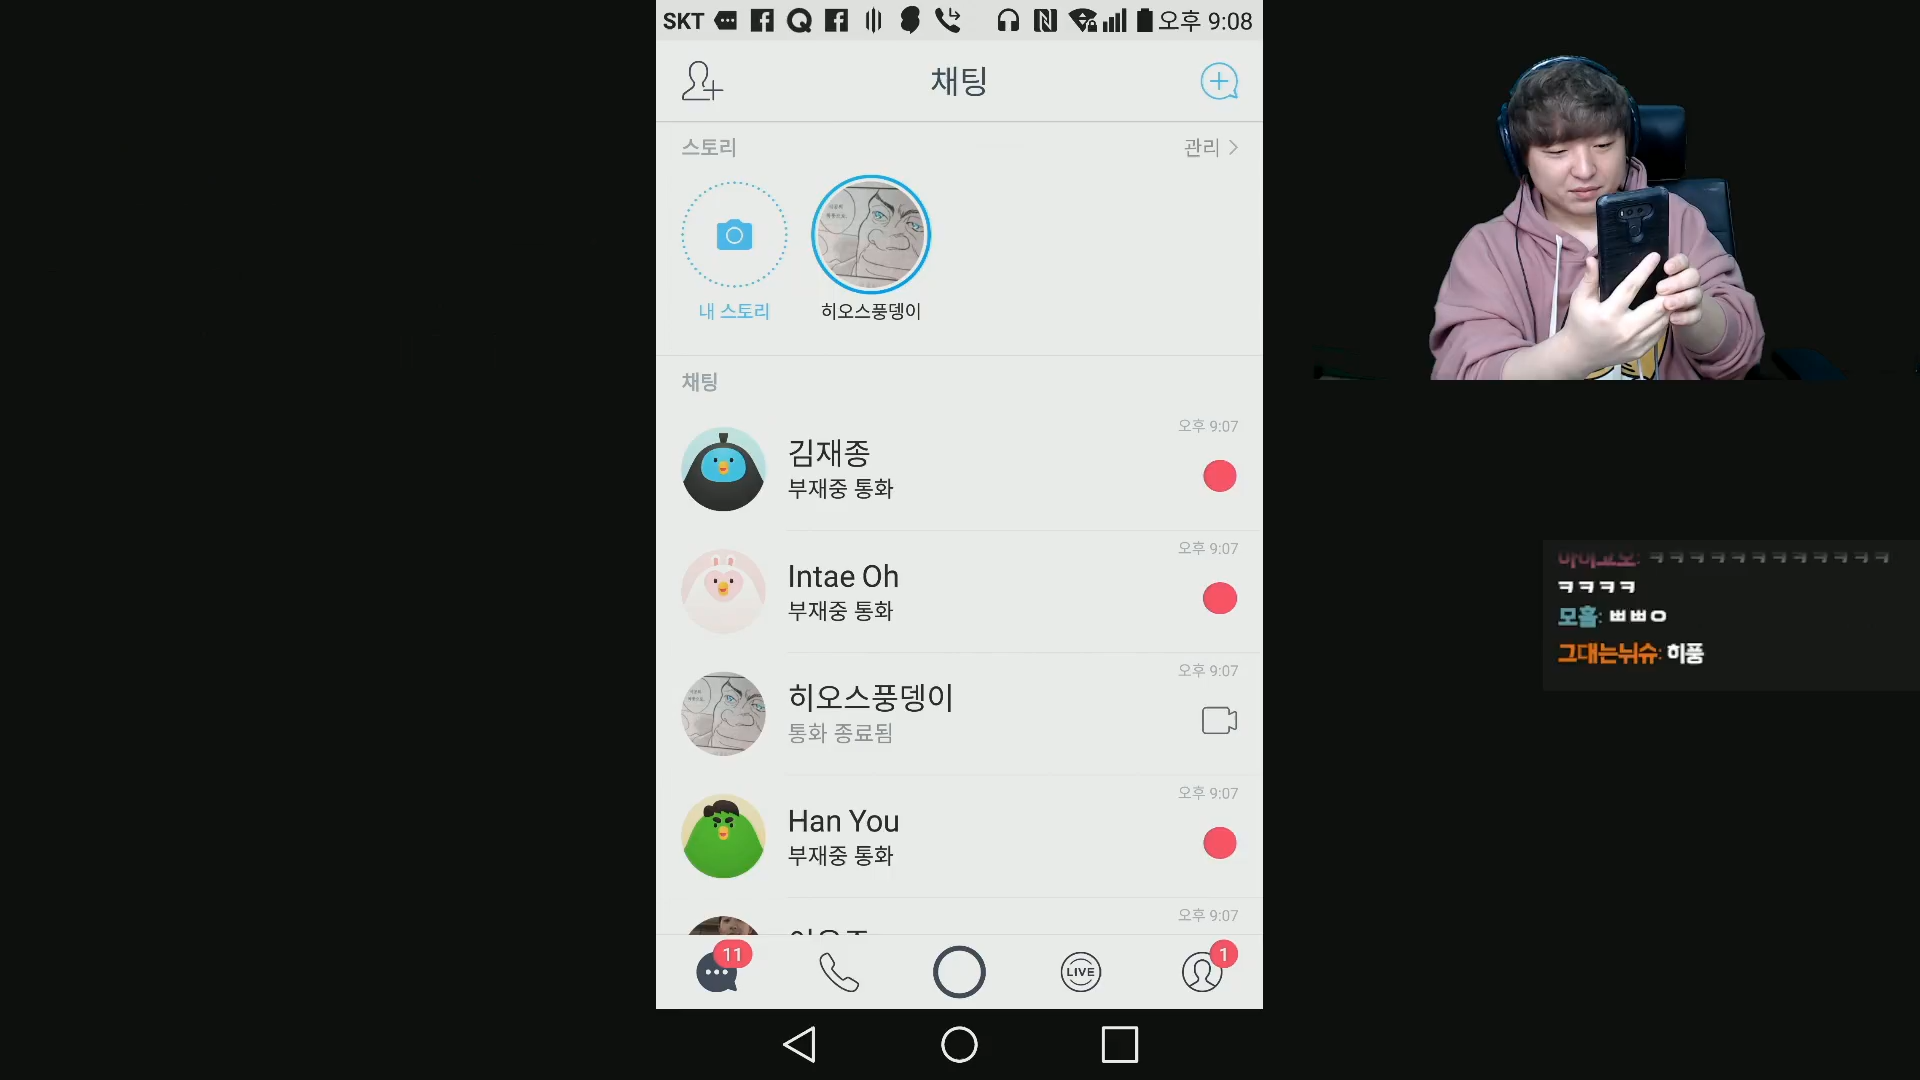 SKT 오후 9:08
채팅
스토리
관리
내 스토리
히오스풍뎅이
채팅
오후 9:07
김재종
부재중 통화
오후 9:07
Intae Oh
부재중 통화
오후 9:07
히오스풍뎅이
통화 종료됨
오후 9:07
Han You
부재중 통화
오후 9:07
11
LIVE
1
ㅋㅋㅋㅋㅋㅋㅋㅋㅋㅋㅋㅋ
ㅋㅋㅋㅋ
모홀: ㅃㅃㅇ
그대는뉘슈: 히풍